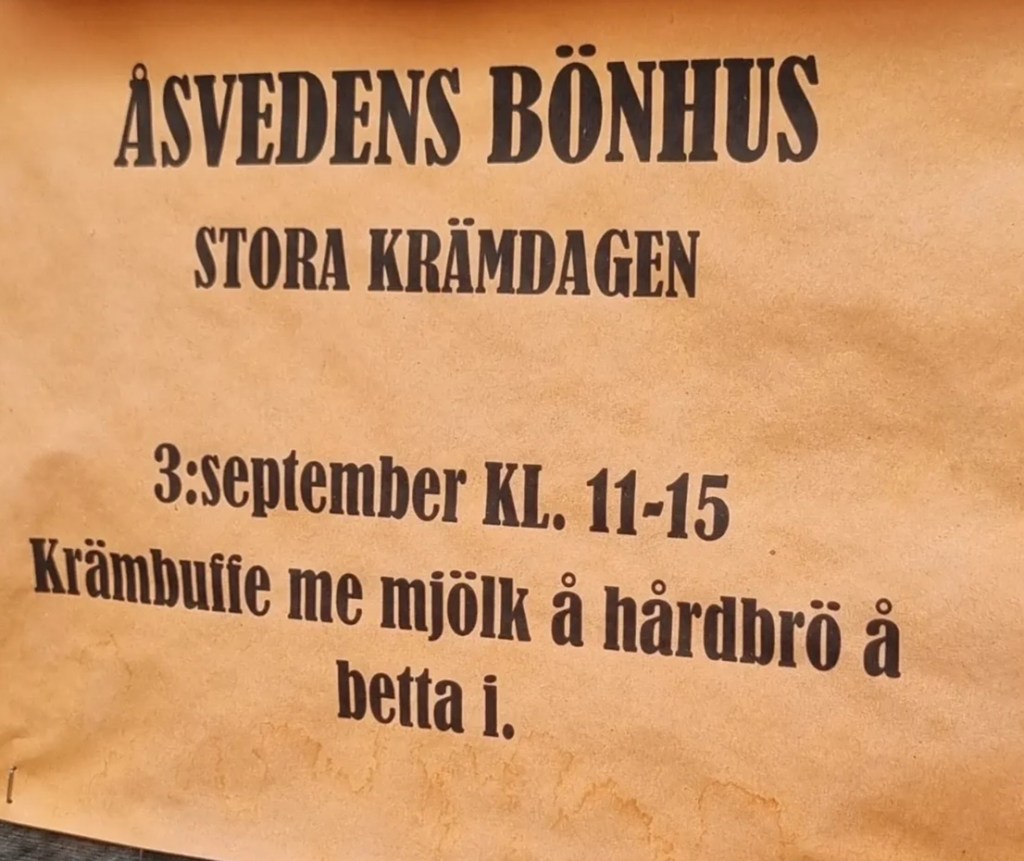 ÅSVEDENS BÖNHUS
STORA KRÄMDAGEN
3:september KL. 11-15
Krämbuffe me mjölk å hårdbrö å
betta i.